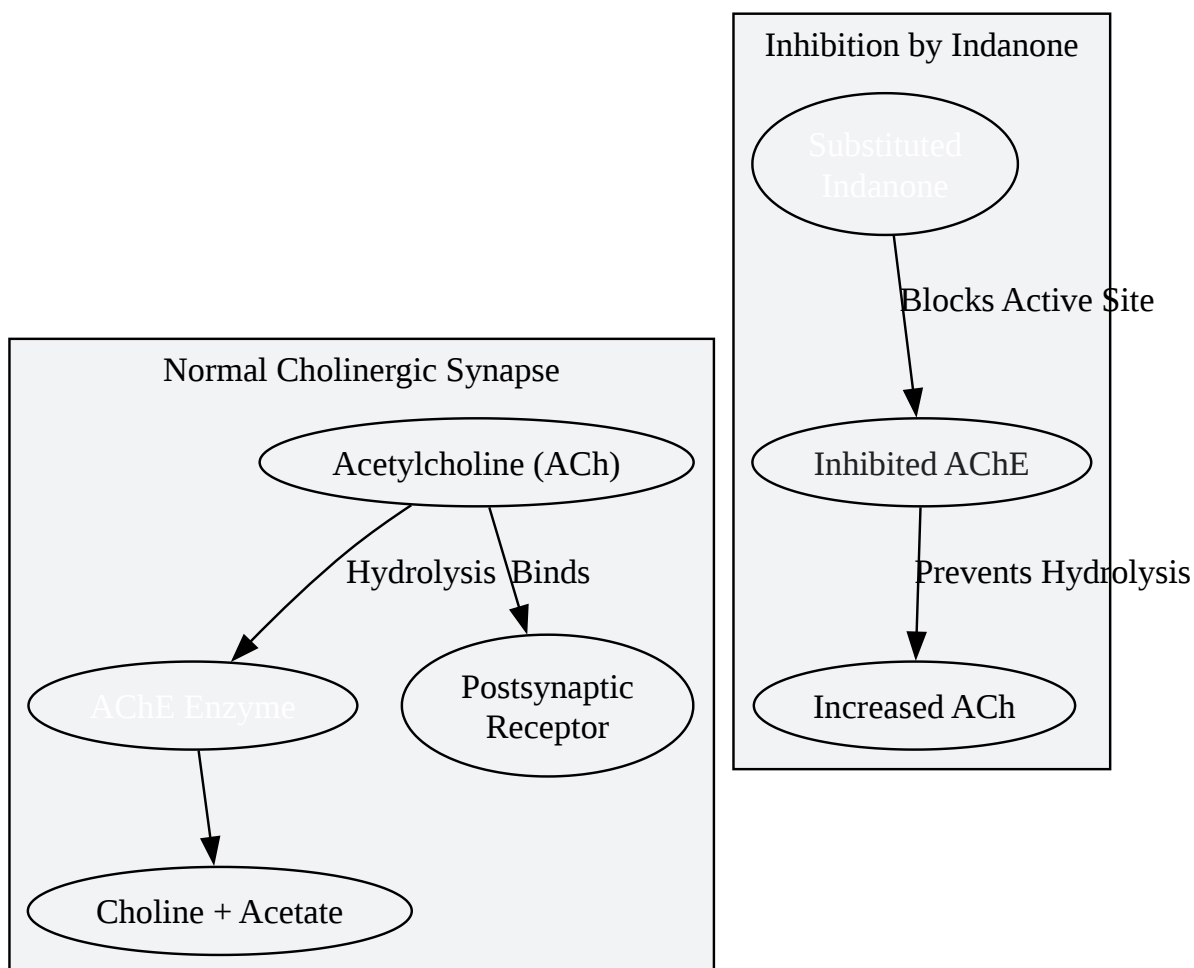 Inhibition by Indanone
Substituted
Indanone
Blocks Active Site
Normal Cholinergic Synapse
Acetylcholine (ACh)
Inhibited AChE
Hydrolysis
Binds
Prevents Hydrolysis
AChE Enzyme
Postsynaptic
Receptor
Increased ACh
Choline + Acetate